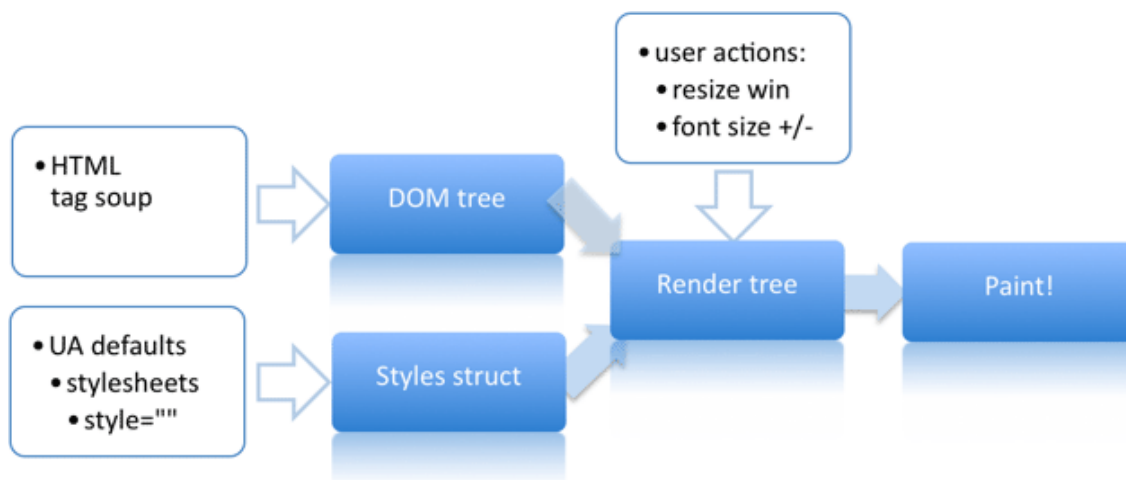 • user actions:
• resize win
• font size +/-
• HTML
tag soup
DOM tree
Render tree
Paint!
• UA defaults
• stylesheets
• style=""
Styles struct